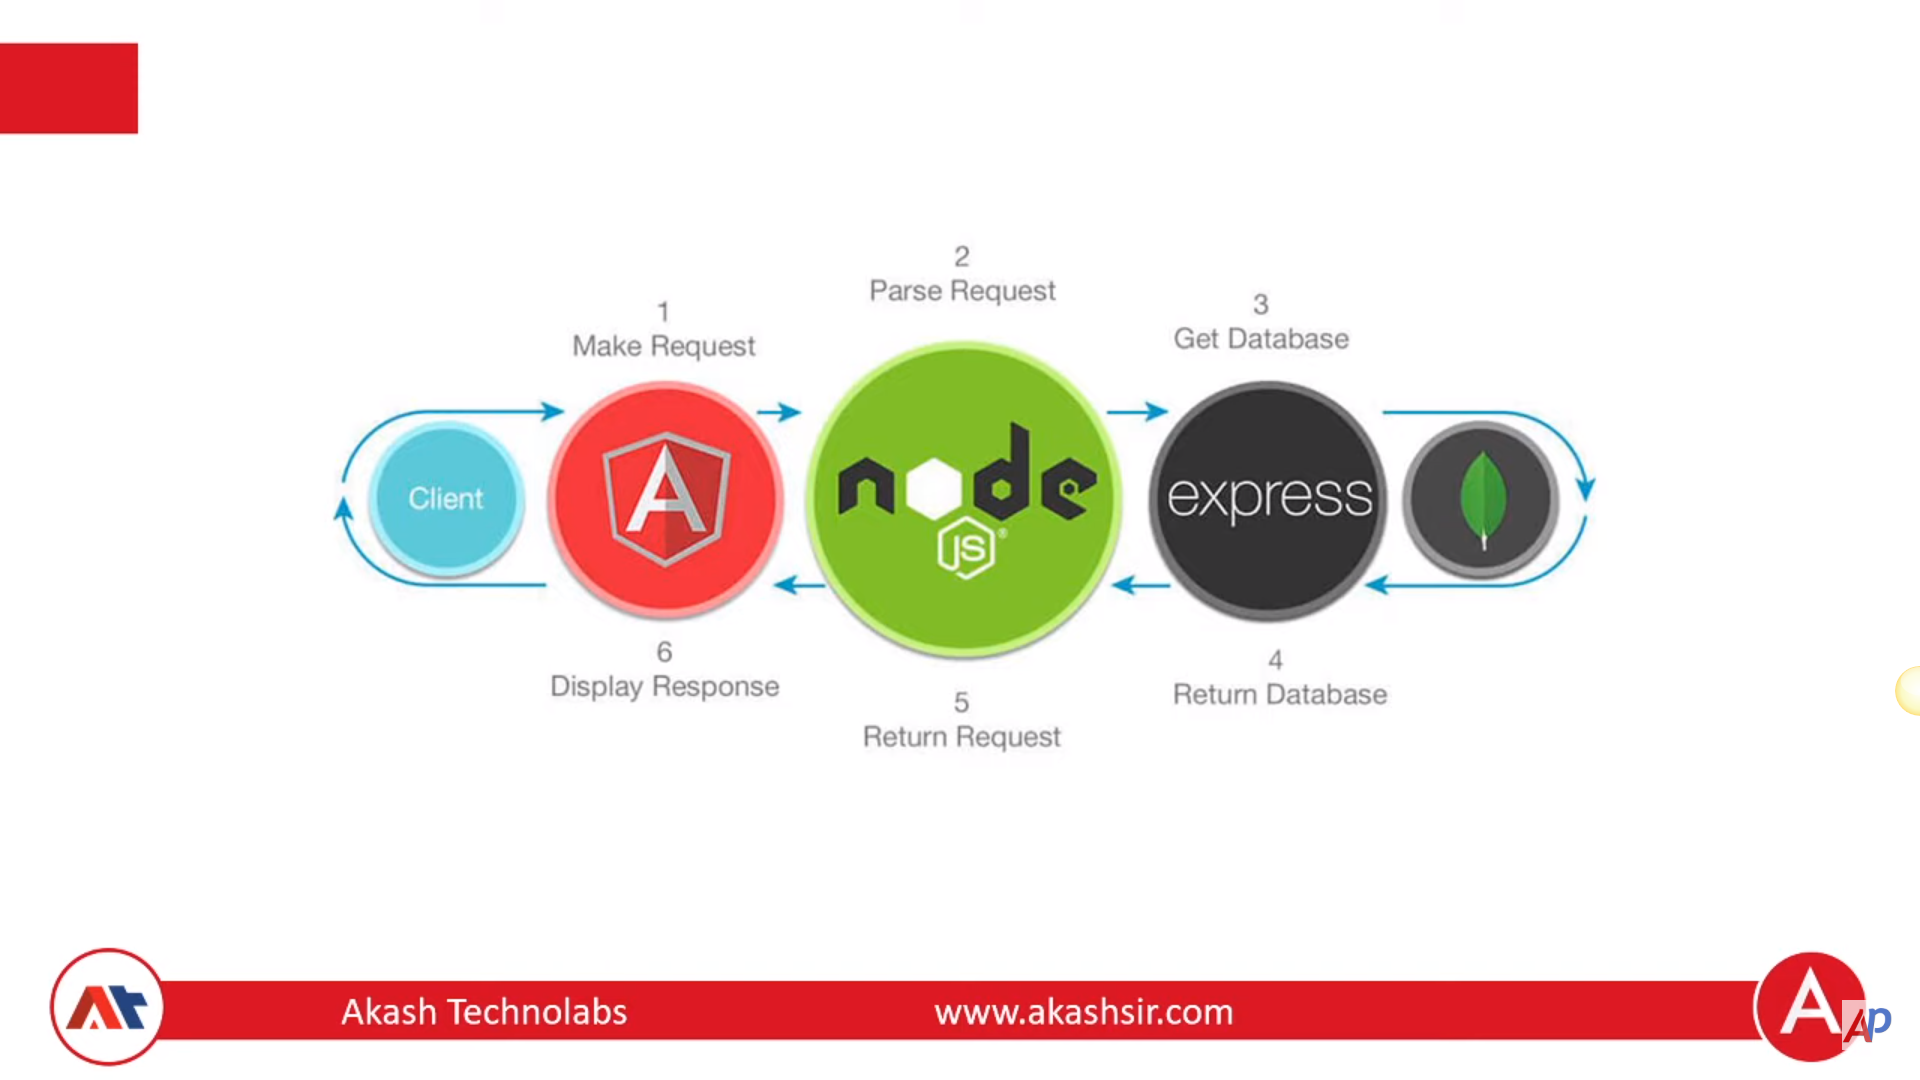 1
Make Request
2
Parse Request
3
Get Database
Client
A
node
JS
express
6
Display Response
5
Return Request
4
Return Database
Akash Technolabs
www.akashsir.com
A
Ap